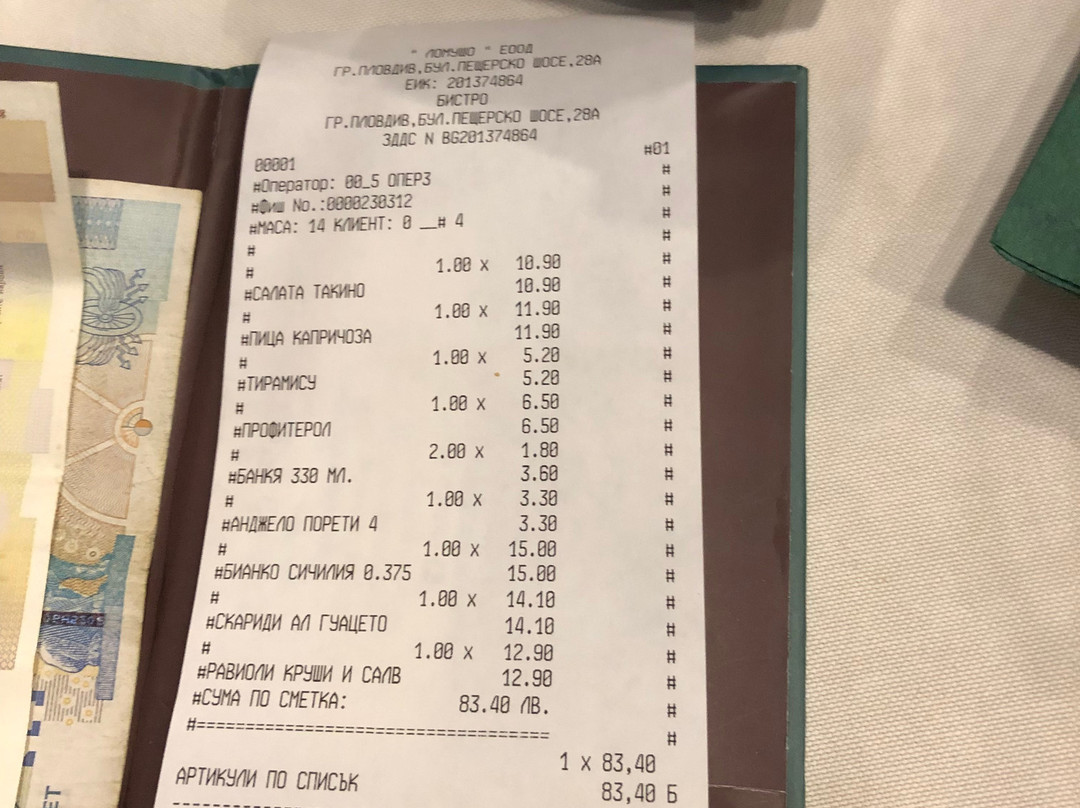 " ЛОМУШО " ЕООД
ГР.ПЛОВДИВ,БУЛ.ПЕЩЕРСКО ШОСЕ,28А
ЕИК: 201374864
БИСТРО
ГР.ПЛОВДИВ,БУЛ.ПЕЩЕРСКО ШОСЕ,28А
ЗДДС N BG201374864
00001 #01
#Оператор: 00_5 ОПЕР3 #
#Фиш No.:0000230312 #
#МАСА: 14 КЛИЕНТ: 0 __# 4 #
# #
# 1.00 x 10.90 #
#САЛАТА ТАКИНО 10.90 #
# 1.00 x 11.90 #
#ПИЦА КАПРИЧОЗА 11.90 #
# 1.00 x 5.20 #
#ТИРАМИСУ 5.20 #
# 1.00 x 6.50 #
#ПРОФИТЕРОЛ 6.50 #
# 2.00 x 1.80 #
#БАНКЯ 330 МЛ. 3.60 #
# 1.00 x 3.30 #
#АНДЖЕЛО ПОРЕТИ 4 3.30 #
# 1.00 x 15.00 #
#БИАНКО СИЧИЛИЯ 0.375 15.00 #
# 1.00 x 14.10 #
#СКАРИДИ АЛ ГУАЦЕТО 14.10 #
# 1.00 x 12.90 #
#РАВИОЛИ КРУШИ И САЛВ 12.90 #
#СУМА ПО СМЕТКА: 83.40 ЛВ. #
#=================================== #
1 x 83,40
АРТИКУЛИ ПО СПИСЪК 83,40 Б